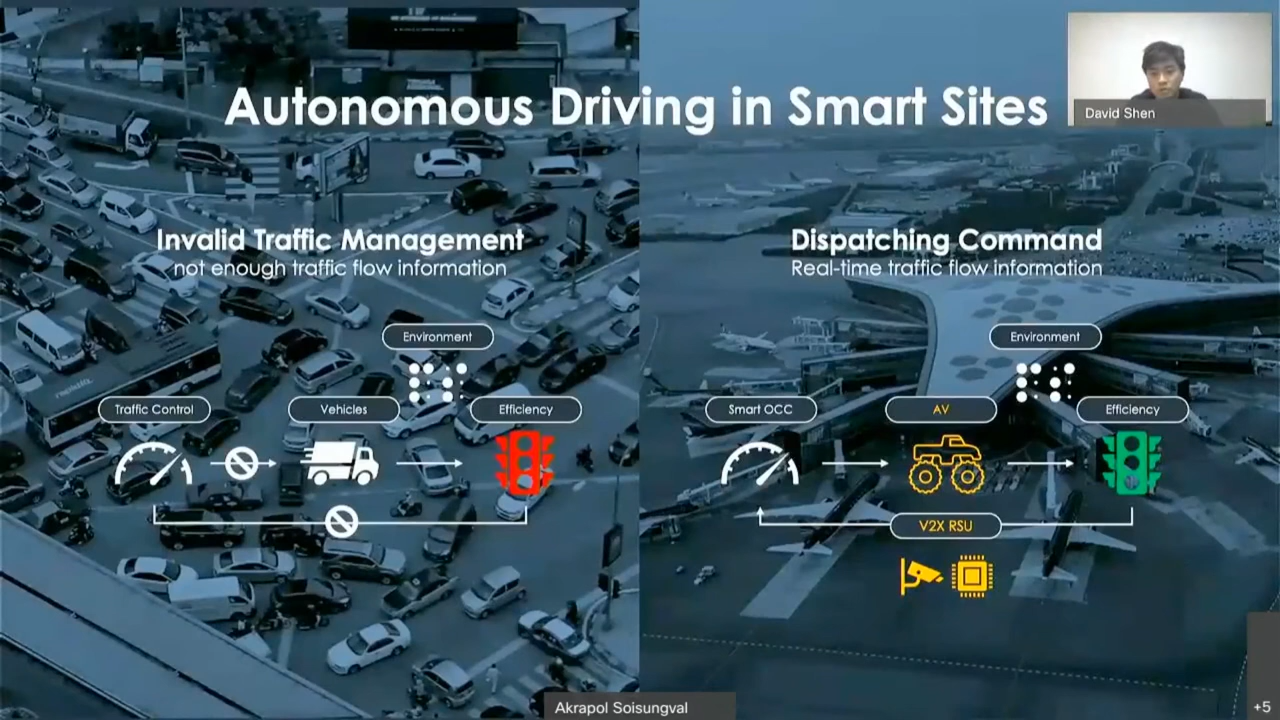 Autonomous Driving in Smart Sites
David Shen
Invalid Traffic Management
not enough traffic flow information
Environment
Traffic Control
Vehicles
Efficiency
Dispatching Command
Real-time traffic flow information
Environment
Smart OCC
AV
Efficiency
V2X RSU
Akrapol Soisungval
+5